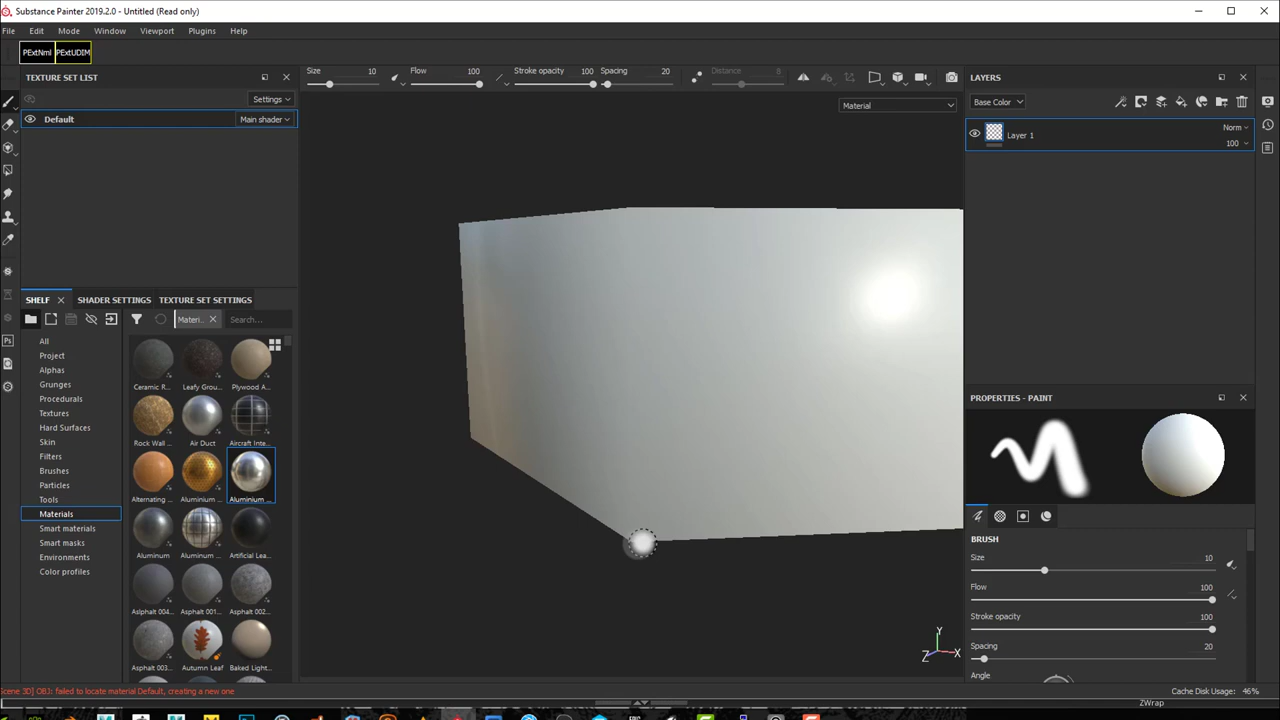 Substance Painter 2019.2.0 - Untitled (Read only)
File Edit Mode Window Viewport Plugins Help
PExtNml PExtUDIM
TEXTURE SET LIST
Settings
Default Main shader
Size 10 Flow 100 Stroke opacity 100 Spacing 20 Distance 8
Material
LAYERS
Base Color
Layer 1
Norm
100
SHELF SHADER SETTINGS TEXTURE SET SETTINGS
Materi... Search...
All
Project
Alphas
Grunges
Procedurals
Textures
Hard Surfaces
Skin
Filters
Brushes
Particles
Tools
Materials
Smart materials
Smart masks
Environments
Color profiles
Ceramic R... Leafy Grou... Plywood A...
Rock Wall ... Air Duct Aircraft Inte...
Alternating ... Aluminium ... Aluminium ...
Aluminum Aluminum ... Artificial Lea...
Aslphalt 004... Asphalt 001... Asphalt 002...
Asphalt 003... Autumn Leaf Baked Light...
PROPERTIES - PAINT
BRUSH
Size 10
Flow 100
Stroke opacity 100
Spacing 20
Angle
Y
Z X
Scene 3D] OBJ: failed to locate material Default, creating a new one
Cache Disk Usage: 46%
ZWrap